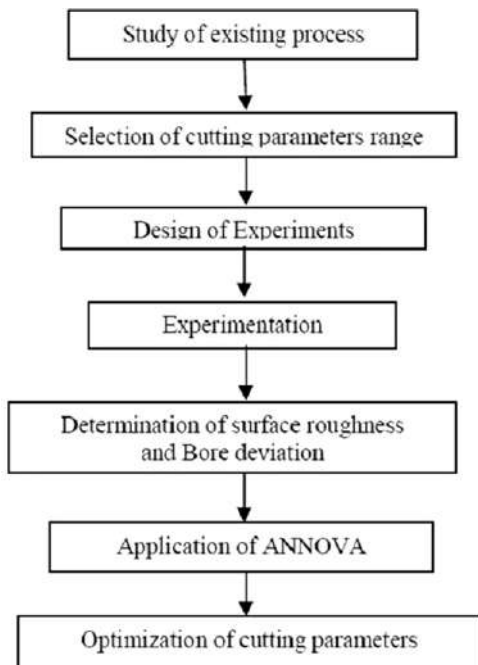 Study of existing process
Selection of cutting parameters range
Design of Experiments
Experimentation
Determination of surface roughness
and Bore deviation
Application of ANNOVA
Optimization of cutting parameters